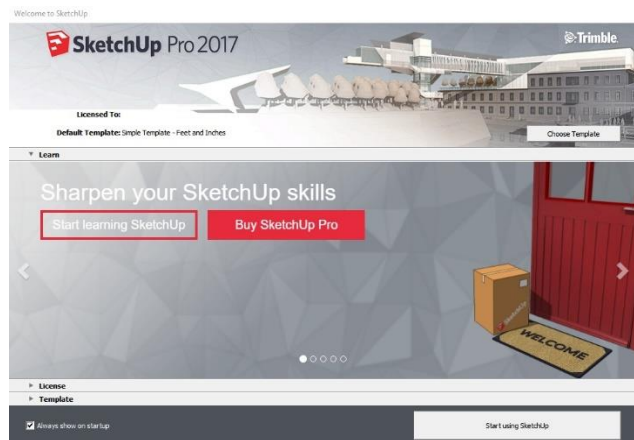 Welcome to SketchUp
SketchUp Pro 2017
Trimble.
Licensed To:
Default Template: Simple Template - Feet and Inches
Choose Template
Learn
Sharpen your SketchUp skills
Start learning SketchUp
Buy SketchUp Pro
SketchUp
WELCOME
License
Template
Always show on startup
Start using SketchUp